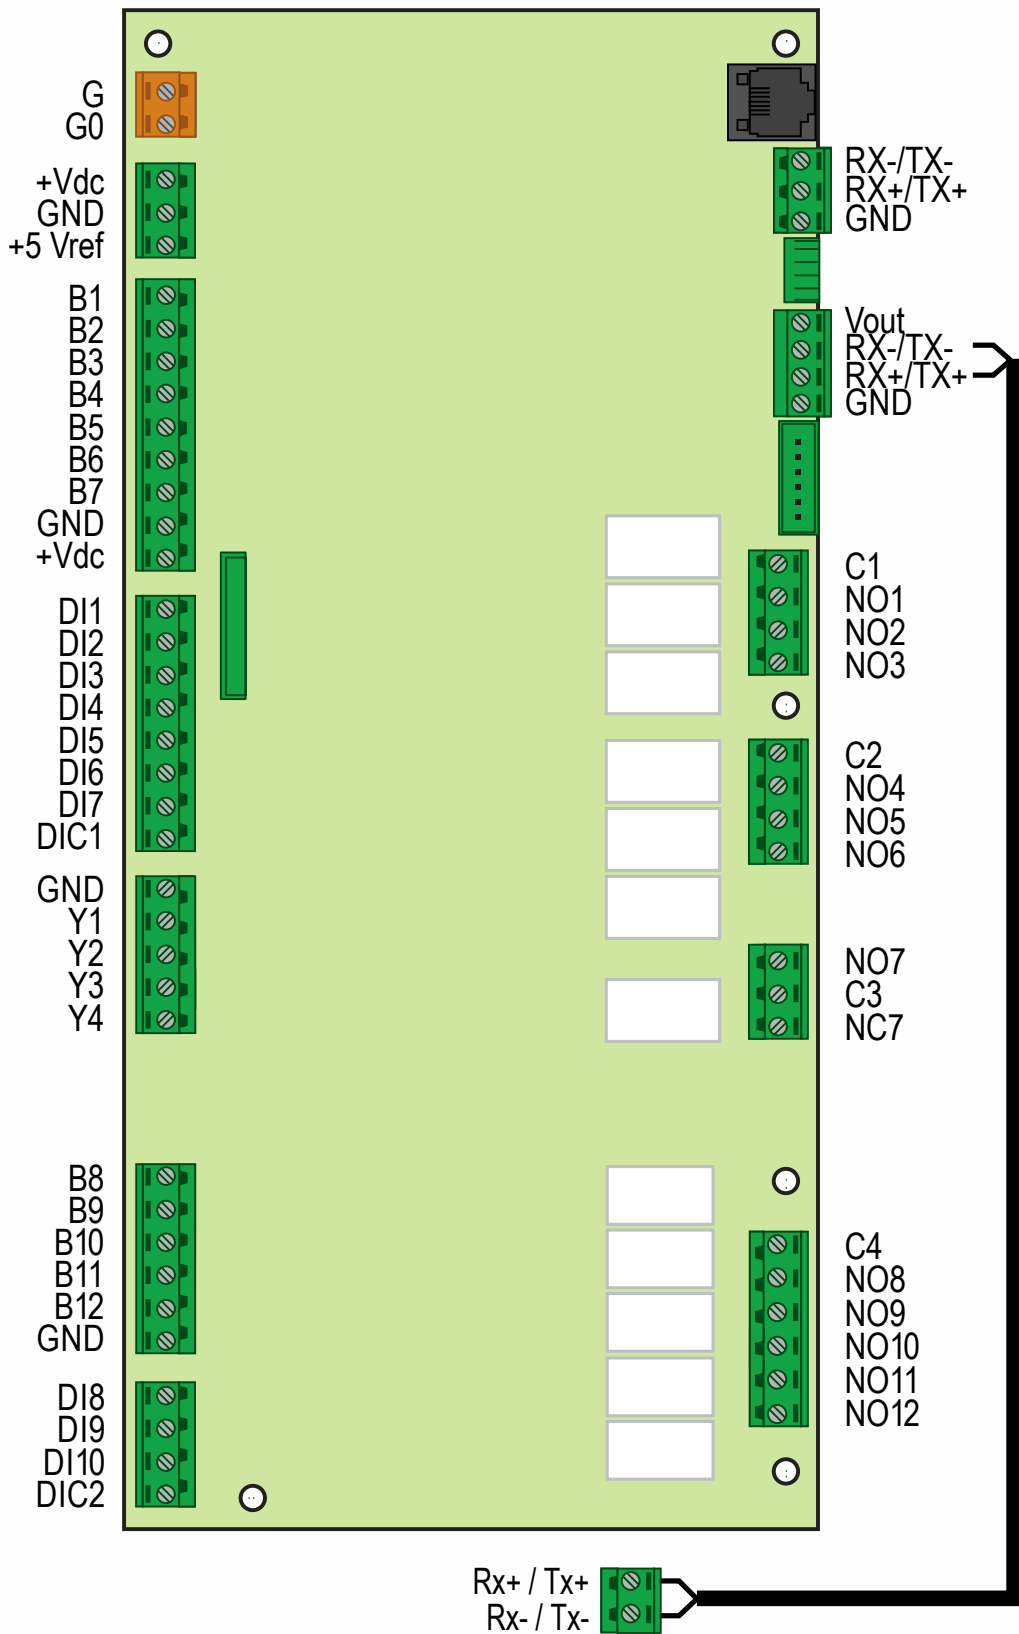 G
G0
+Vdc
GND
+5 Vref
B1
B2
B3
B4
B5
B6
B7
GND
+Vdc
DI1
DI2
DI3
DI4
DI5
DI6
DI7
DIC1
GND
Y1
Y2
Y3
Y4
B8
B9
B10
B11
B12
GND
DI8
DI9
DI10
DIC2
RX-/TX-
RX+/TX+
GND
Vout
RX-/TX-
RX+/TX+
GND
C1
NO1
NO2
NO3
C2
NO4
NO5
NO6
NO7
C3
NC7
C4
NO8
NO9
NO10
NO11
NO12
Rx+ / Tx+
Rx- / Tx-